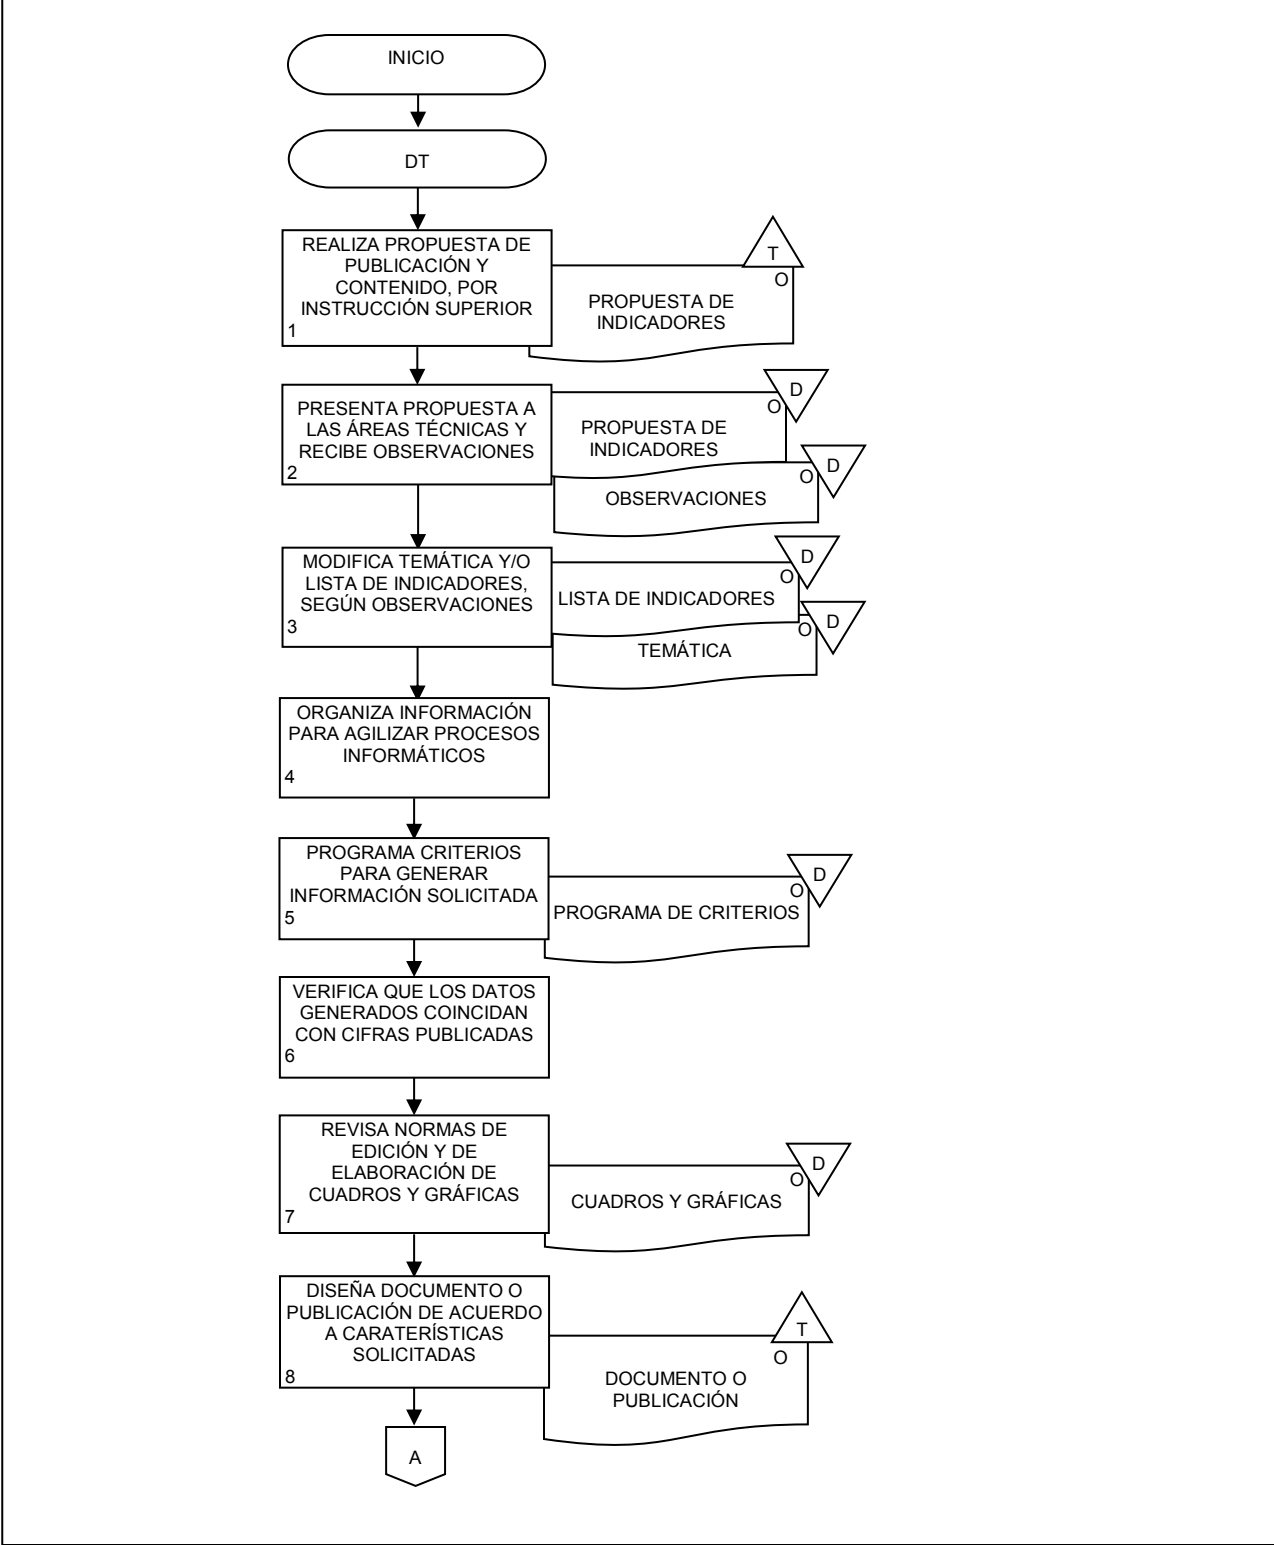 INICIO
DT
REALIZA PROPUESTA DE
PUBLICACIÓN Y
CONTENIDO, POR
INSTRUCCIÓN SUPERIOR
1
T
O
PROPUESTA DE
INDICADORES
PRESENTA PROPUESTA A
LAS ÁREAS TÉCNICAS Y
RECIBE OBSERVACIONES
2
D
O
PROPUESTA DE
INDICADORES
D
O
OBSERVACIONES
MODIFICA TEMÁTICA Y/O
LISTA DE INDICADORES,
SEGÚN OBSERVACIONES
3
D
O
LISTA DE INDICADORES
D
O
TEMÁTICA
ORGANIZA INFORMACIÓN
PARA AGILIZAR PROCESOS
INFORMÁTICOS
4
PROGRAMA CRITERIOS
PARA GENERAR
INFORMACIÓN SOLICITADA
5
D
O
PROGRAMA DE CRITERIOS
VERIFICA QUE LOS DATOS
GENERADOS COINCIDAN
CON CIFRAS PUBLICADAS
6
REVISA NORMAS DE
EDICIÓN Y DE
ELABORACIÓN DE
CUADROS Y GRÁFICAS
7
D
O
CUADROS Y GRÁFICAS
DISEÑA DOCUMENTO O
PUBLICACIÓN DE ACUERDO
A CARATERÍSTICAS
SOLICITADAS
8
T
O
DOCUMENTO O
PUBLICACIÓN
A